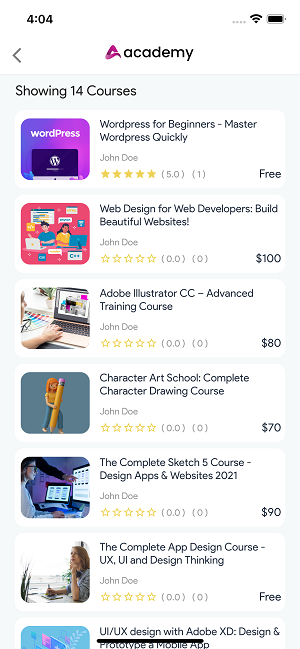 4:04
academy
Showing 14 Courses
wordPress
Wordpress for Beginners - Master
Wordpress Quickly
John Doe
(5.0) (1)
Free
Web Design for Web Developers: Build
Beautiful Websites!
John Doe
(0.0) (0)
$100
Adobe Illustrator CC – Advanced
Training Course
John Doe
(0.0) (0)
$80
Character Art School: Complete
Character Drawing Course
John Doe
(0.0) (0)
$70
The Complete Sketch 5 Course -
Design Apps & Websites 2021
John Doe
(0.0) (0)
$90
The Complete App Design Course -
UX, UI and Design Thinking
John Doe
(0.0) (0)
Free
UI/UX design with Adobe XD: Design &
Prototype a Mobile App